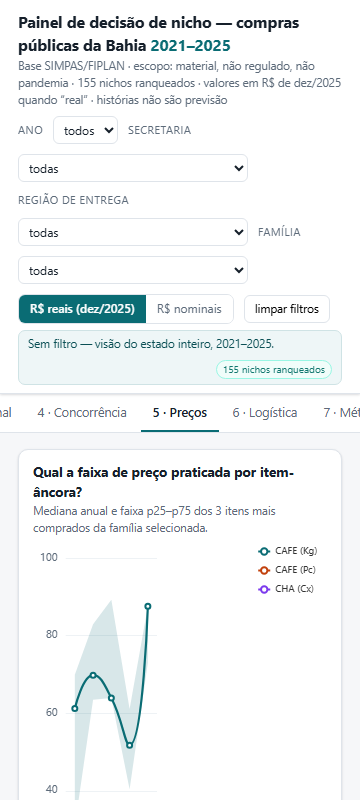 Painel de decisão de nicho — compras
públicas da Bahia 2021–2025
Base SIMPAS/FIPLAN · escopo: material, não regulado, não
pandemia · 155 nichos ranqueados · valores em R$ de dez/2025
quando “real” · histórias não são previsão
ANO todos SECRETARIA
todas
REGIÃO DE ENTREGA
todas FAMÍLIA
todas
R$ reais (dez/2025) R$ nominais limpar filtros
Sem filtro — visão do estado inteiro, 2021–2025.
155 nichos ranqueados
nal 4 · Concorrência 5 · Preços 6 · Logística 7 · Mét
Qual a faixa de preço praticada por item-
âncora?
Mediana anual e faixa p25–p75 dos 3 itens mais
comprados da família selecionada.
100
CAFE (Kg)
CAFE (Pc)
CHA (Cx)
80
60
40